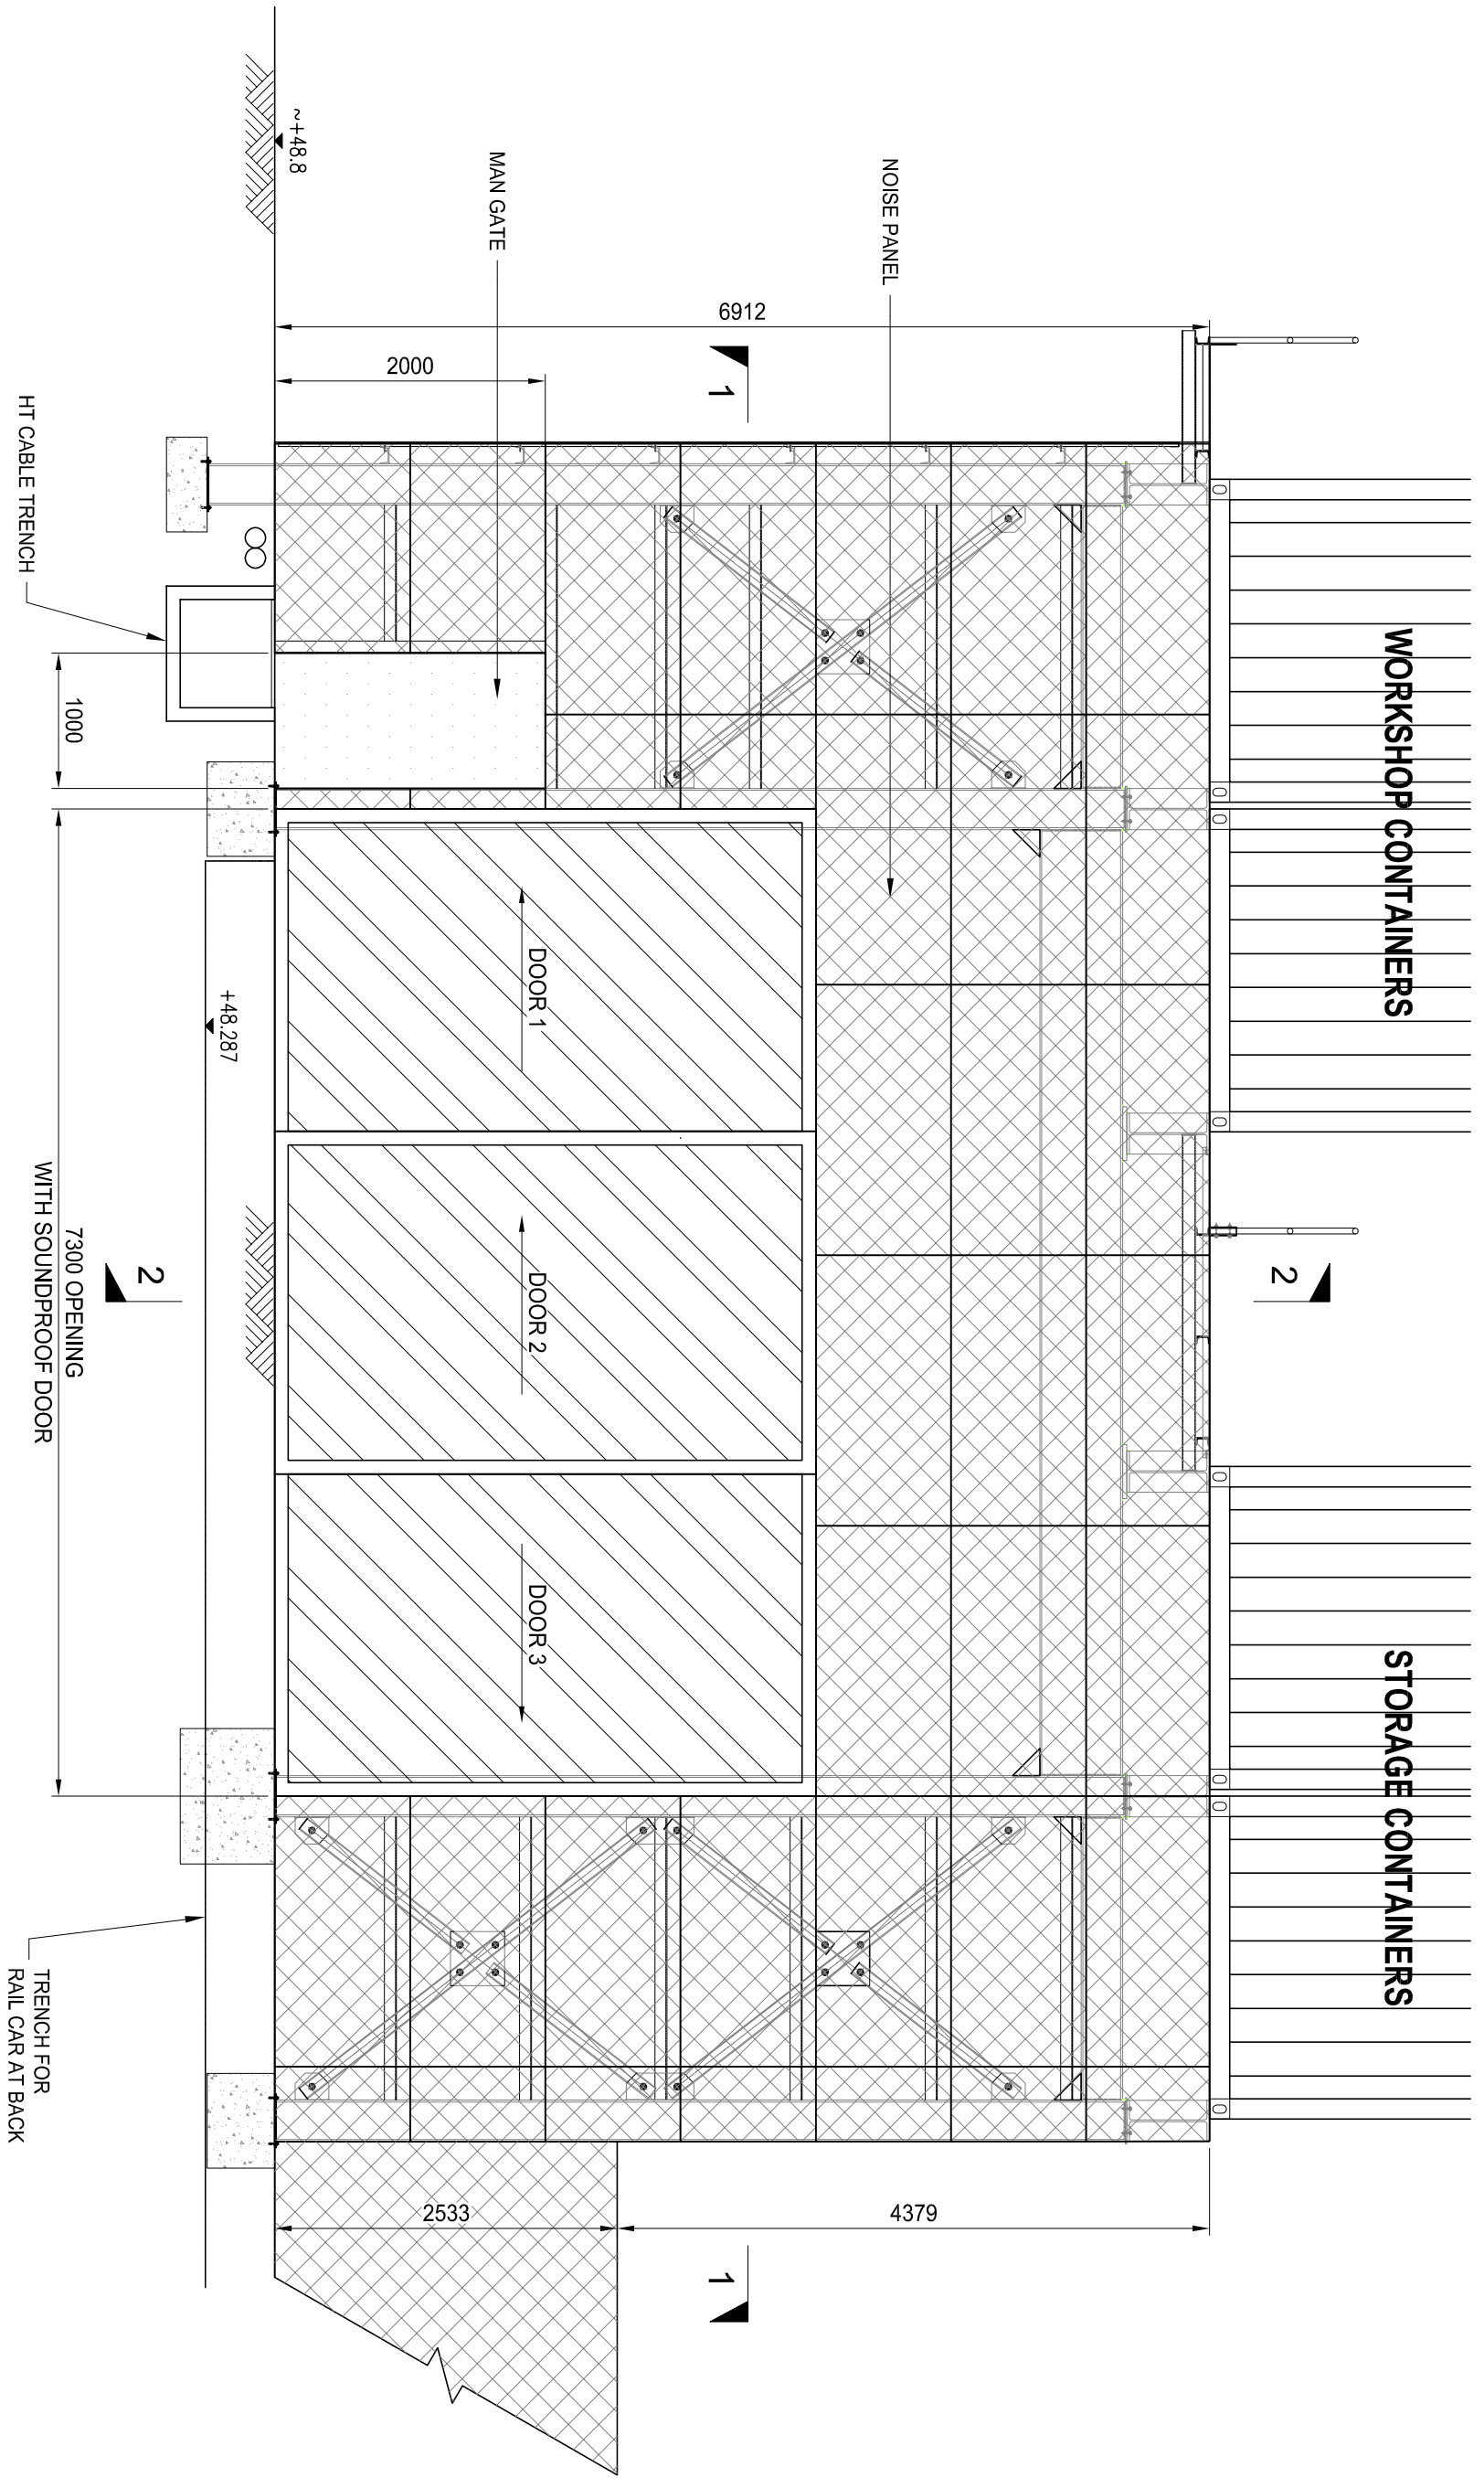 WORKSHOP CONTAINERS
STORAGE CONTAINERS
2
NOISE PANEL
6912
1
4379
1
MAN GATE
2000
DOOR 1
DOOR 2
DOOR 3
2533
~+48.8
+48.287
2
1000
7300 OPENING
WITH SOUNDPROOF DOOR
HT CABLE TRENCH
TRENCH FOR
RAIL CAR AT BACK